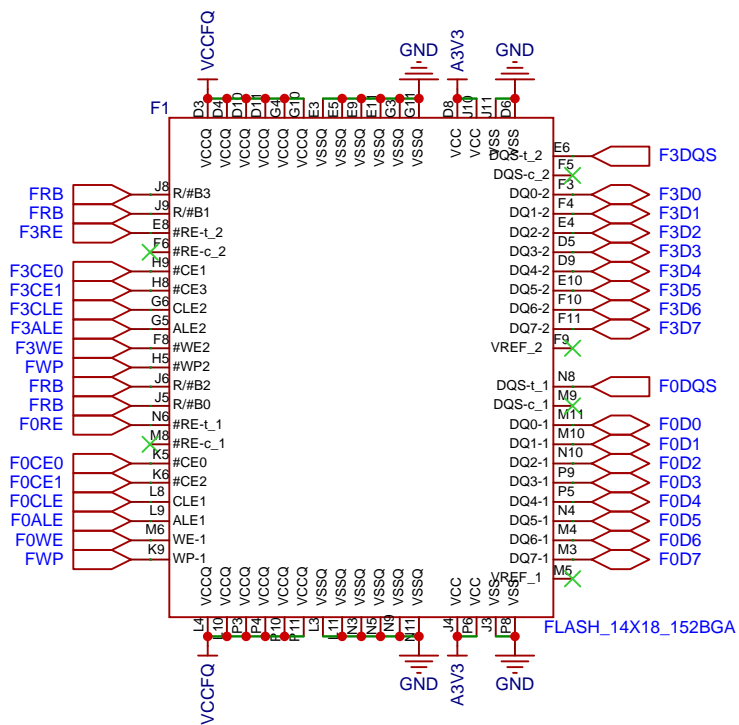 VCCFQ
GND
A3V3
GND
F1
D3 D4 D10 D11 G4 G10 E3 E5 E9 E11 G3 G11 D8 J10 J11 D6
VCCQ VCCQ VCCQ VCCQ VCCQ VCCQ VSSQ VSSQ VSSQ VSSQ VSSQ VSSQ VCC VCC VSS VSS
DQS-t_2 E6 F3DQS
DQS-c_2 F5
FRB J8 R/#B3 DQ0-2 F3 F3D0
FRB J9 R/#B1 DQ1-2 F4 F3D1
F3RE E8 #RE-t_2 DQ2-2 E4 F3D2
F6 #RE-c_2 DQ3-2 D5 F3D3
F3CE0 H9 #CE1 DQ4-2 D9 F3D4
F3CE1 H8 #CE3 DQ5-2 E10 F3D5
F3CLE G6 CLE2 DQ6-2 F10 F3D6
F3ALE G5 ALE2 DQ7-2 F11 F3D7
F3WE F8 #WE2 VREF_2 F9
FWP H5 #WP2
FRB J6 R/#B2 DQS-t_1 N8 F0DQS
FRB J5 R/#B0 DQS-c_1 M9
F0RE N6 #RE-t_1 DQ0-1 M11 F0D0
M8 #RE-c_1 DQ1-1 M10 F0D1
F0CE0 K5 #CE0 DQ2-1 N10 F0D2
F0CE1 K6 #CE2 DQ3-1 P9 F0D3
F0CLE L8 CLE1 DQ4-1 P5 F0D4
F0ALE L9 ALE1 DQ5-1 N4 F0D5
F0WE M6 WE-1 DQ6-1 M4 F0D6
FWP K9 WP-1 DQ7-1 M3 F0D7
VREF_1 M5
VCCQ VCCQ VCCQ VCCQ VCCQ VCCQ VSSQ VSSQ VSSQ VSSQ VSSQ VSSQ VCC VCC VSS VSS
L4 L10 P3 P4 P10 P11 L3 L11 N3 N5 N9 N11 J4 P6 J3 P8
FLASH_14X18_152BGA
VCCFQ
GND
A3V3
GND